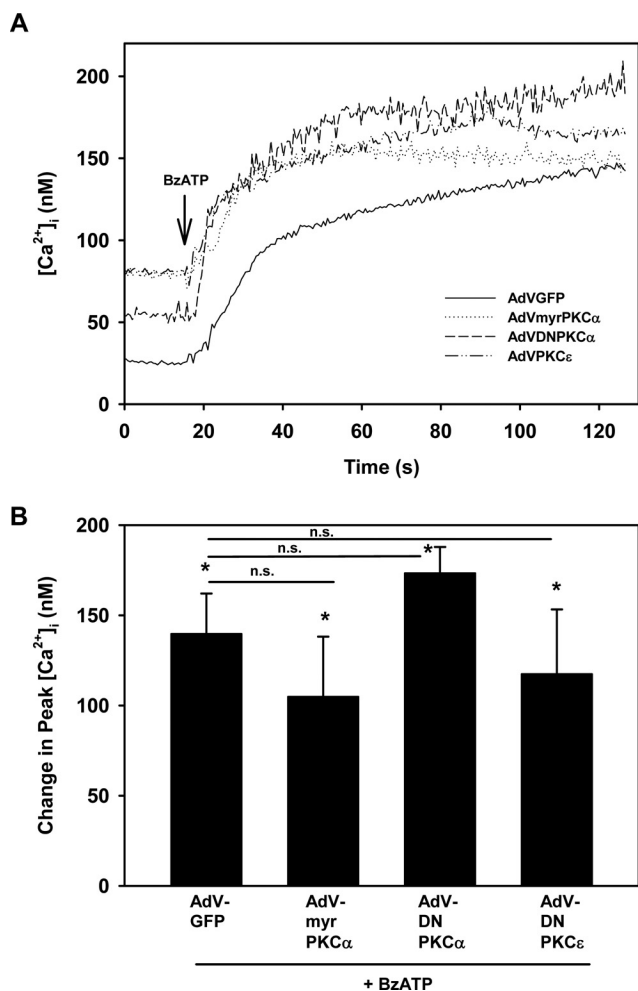 A
[Ca²⁺]ᵢ (nM)
200
150
100
50
0
BzATP
AdVGFP
AdVmyrPKCα
AdVDNPKCα
AdVPKCε
0 20 40 60 80 100 120
Time (s)
B
Change in Peak [Ca²⁺]ᵢ (nM)
200
150
100
50
0
n.s.
n.s.
n.s.
* * * *
AdV- AdV- AdV- AdV-
GFP myr DN DN
PKCα PKCα PKCε
+ BzATP